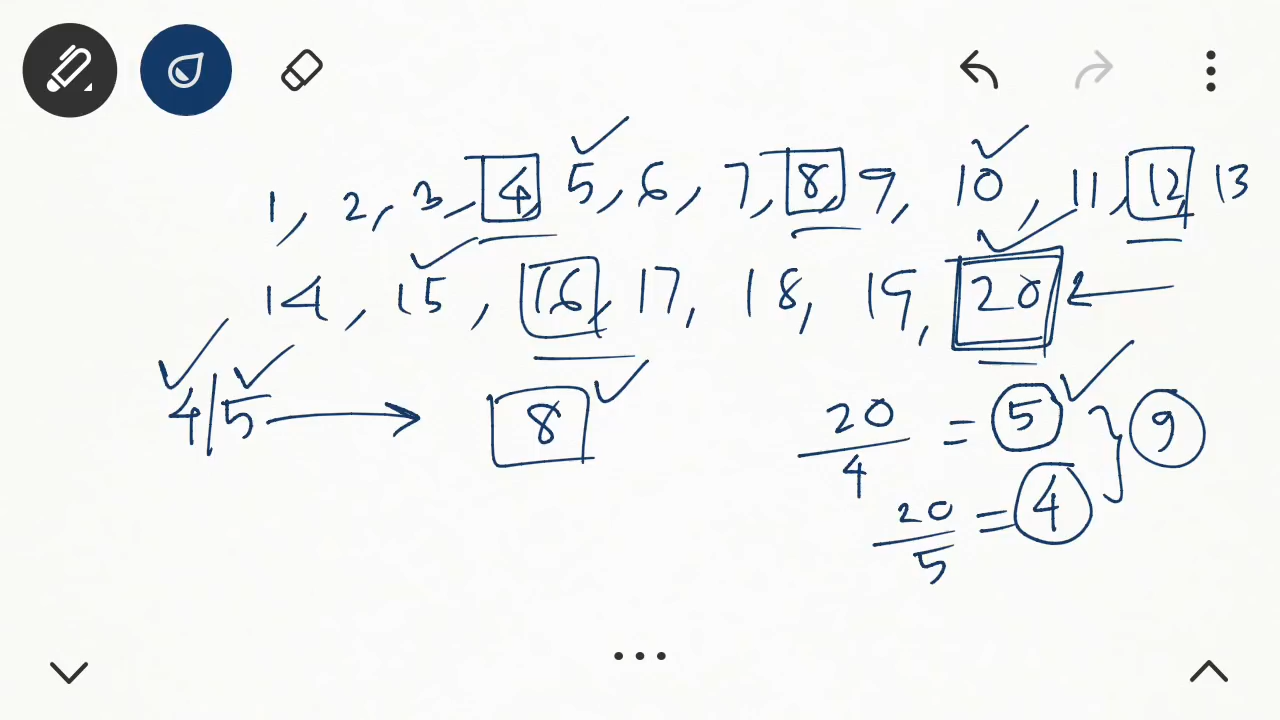 1, 2, 3, 4, 5, 6, 7, 8, 9, 10, 11, 12, 13
14, 15, 16, 17, 18, 19, 20
4/5 → 8
20/4 = 5 } 9
20/5 = 4